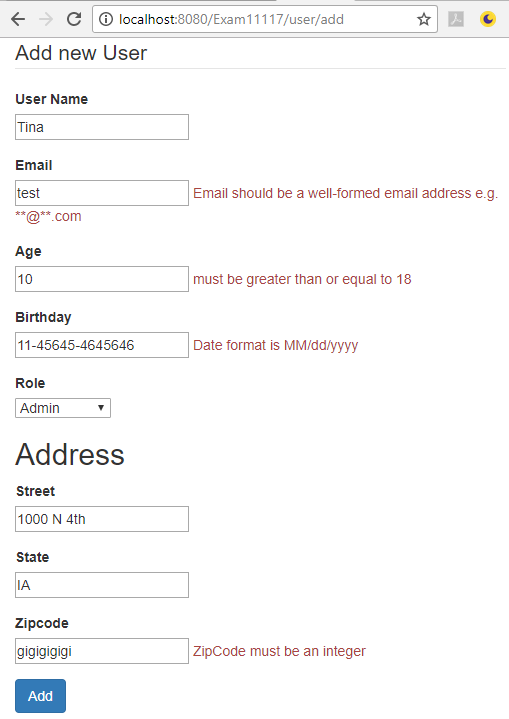 localhost:8080/Exam11117/user/add
Add new User
User Name
Tina
Email
test Email should be a well-formed email address e.g.
**@**.com
Age
10 must be greater than or equal to 18
Birthday
11-45645-4645646 Date format is MM/dd/yyyy
Role
Admin
Address
Street
1000 N 4th
State
IA
Zipcode
gigigigigi ZipCode must be an integer
Add